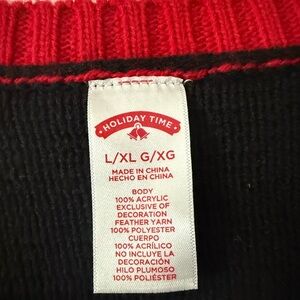 HOLIDAY TIME
L/XL G/XG
MADE IN CHINA
HECHO EN CHINA
BODY
100% ACRYLIC
EXCLUSIVE OF
DECORATION
FEATHER YARN
100% POLYESTER
CUERPO
100% ACRÍLICO
NO INCLUYE LA
DECORACIÓN
HILO PLUMOSO
100% POLIÉSTER